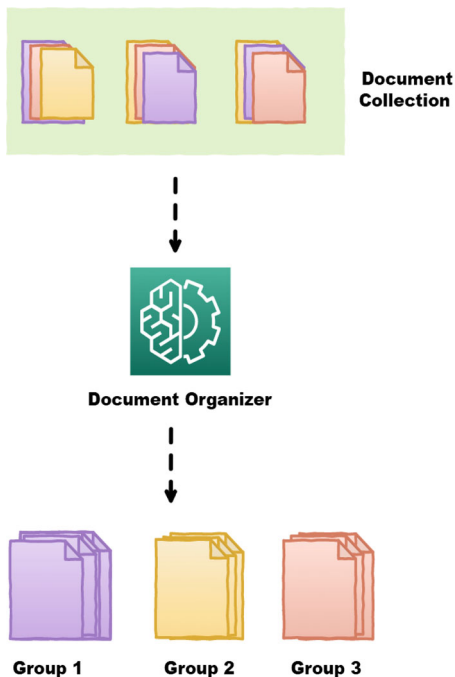 Document
Collection
Document Organizer
Group 1
Group 2
Group 3